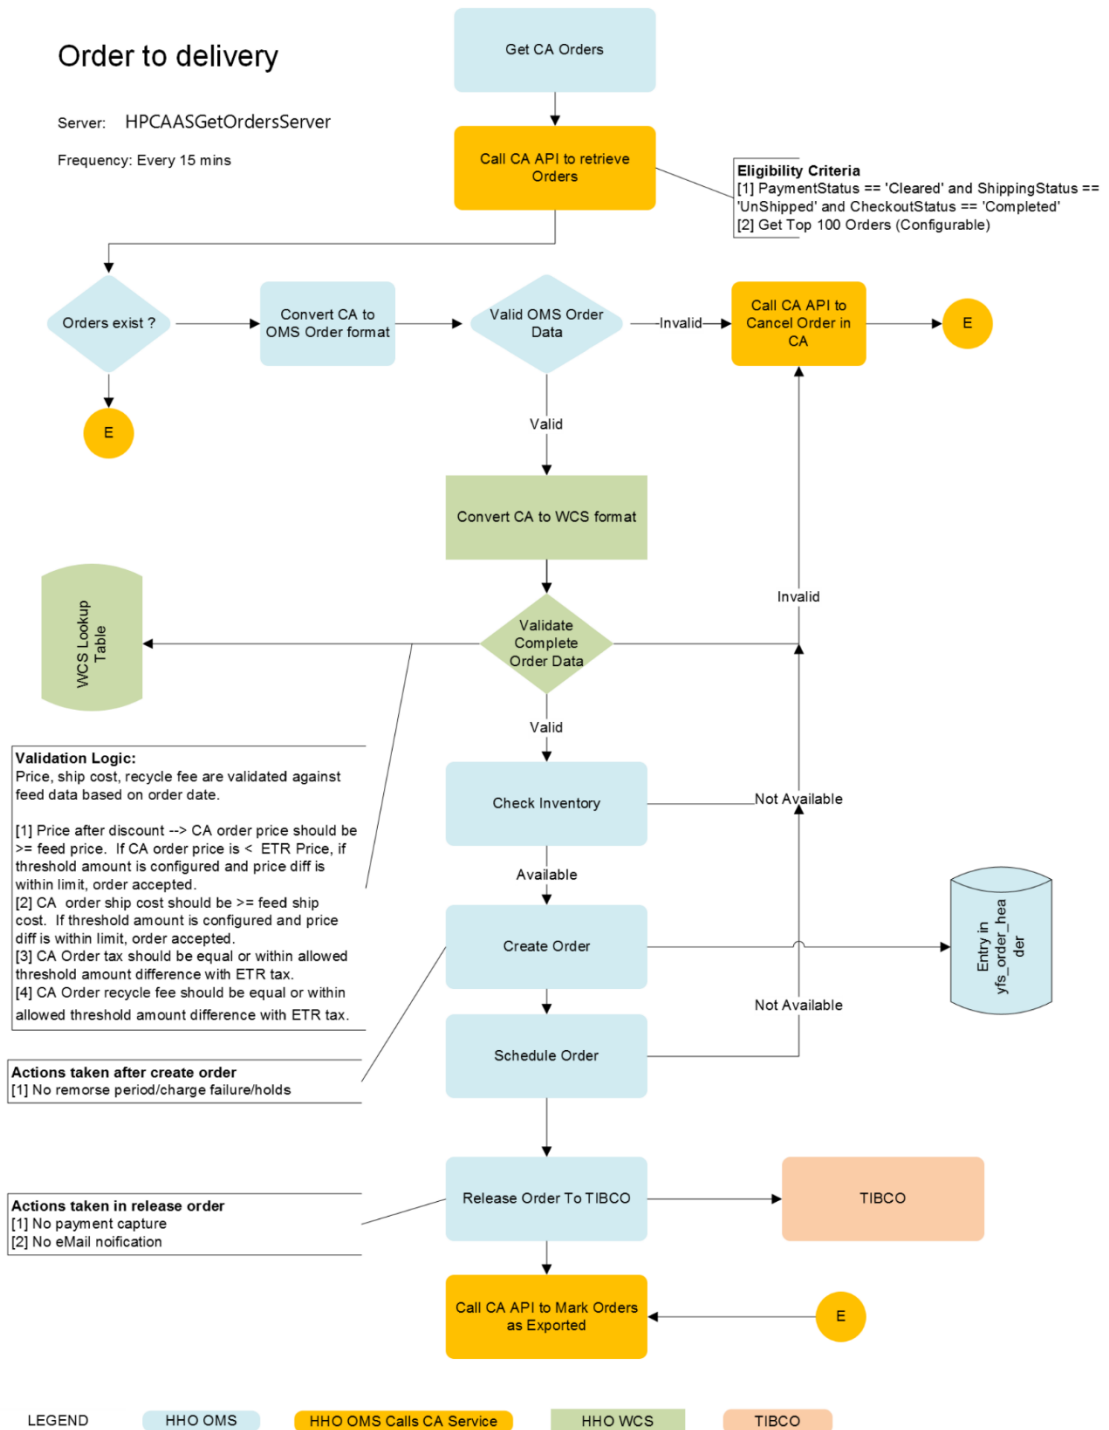 Order to delivery
Server: HPCAASGetOrdersServer
Frequency: Every 15 mins
Get CA Orders
Call CA API to retrieve
Orders
Eligibility Criteria
[1] PaymentStatus == 'Cleared' and ShippingStatus ==
'UnShipped' and CheckoutStatus == 'Completed'
[2] Get Top 100 Orders (Configurable)
Orders exist ?
Convert CA to
OMS Order format
Valid OMS Order
Data
Invalid
Call CA API to
Cancel Order in
CA
E
E
Valid
Convert CA to WCS format
Invalid
WCS Lookup
Table
Validate
Complete
Order Data
Valid
Validation Logic:
Price, ship cost, recycle fee are validated against
feed data based on order date.
[1] Price after discount --> CA order price should be
>= feed price. If CA order price is < ETR Price, if
threshold amount is configured and price diff is
within limit, order accepted.
[2] CA order ship cost should be >= feed ship
cost. If threshold amount is configured and price
diff is within limit, order accepted.
[3] CA Order tax should be equal or within allowed
threshold amount difference with ETR tax.
[4] CA Order recycle fee should be equal or within
allowed threshold amount difference with ETR tax.
Check Inventory
Not Available
Available
Create Order
Entry in
yfs_order_hea
der
Not Available
Schedule Order
Actions taken after create order
[1] No remorse period/charge failure/holds
Release Order To TIBCO
TIBCO
Actions taken in release order
[1] No payment capture
[2] No eMail noification
Call CA API to Mark Orders
as Exported
E
LEGEND
HHO OMS
HHO OMS Calls CA Service
HHO WCS
TIBCO